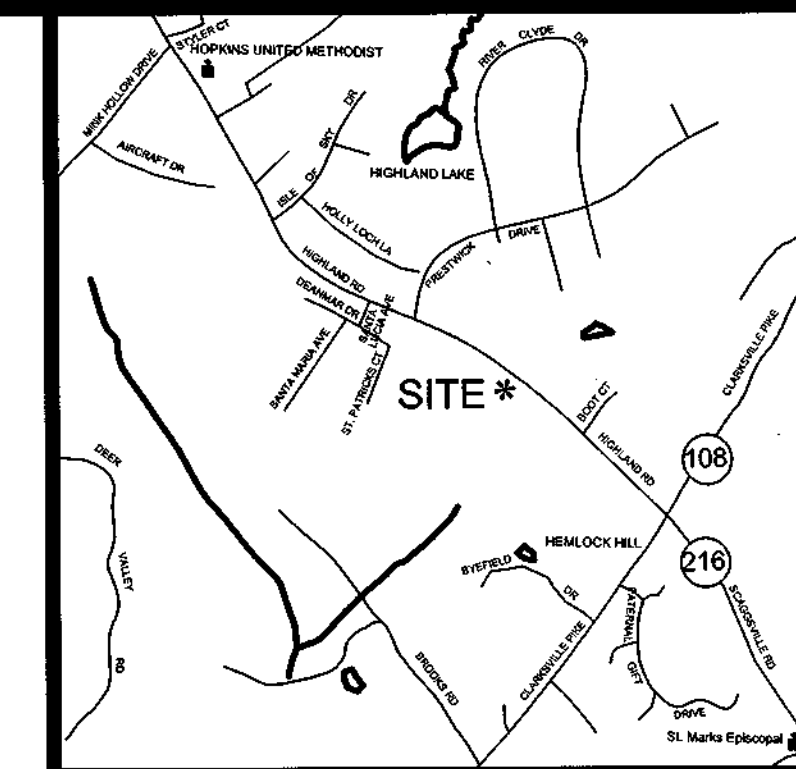 STYLER CT
HOPKINS UNITED METHODIST
MINK HOLLOW DRIVE
AIRCRAFT DR
ISLE OF SKY DR
RIVER CLYDE DR
HIGHLAND LAKE
HOLLY LOCH LA
PRESTWICK DRIVE
HIGHLAND RD
DEANMAR DR
SANTA
LUCIA AVE
SANTA MARIA AVE
ST. PATRICKS CT
SITE *
CLARKSVILLE PIKE
BOOT CT
HIGHLAND RD
108
DEER VALLEY RD
HEMLOCK HILL
216
BYEFIELD DR
SCAGGSVILLE RD
PATERNAL GIFT DRIVE
CLARKSVILLE PIKE
BROOKS RD
St. Marks Episcopal